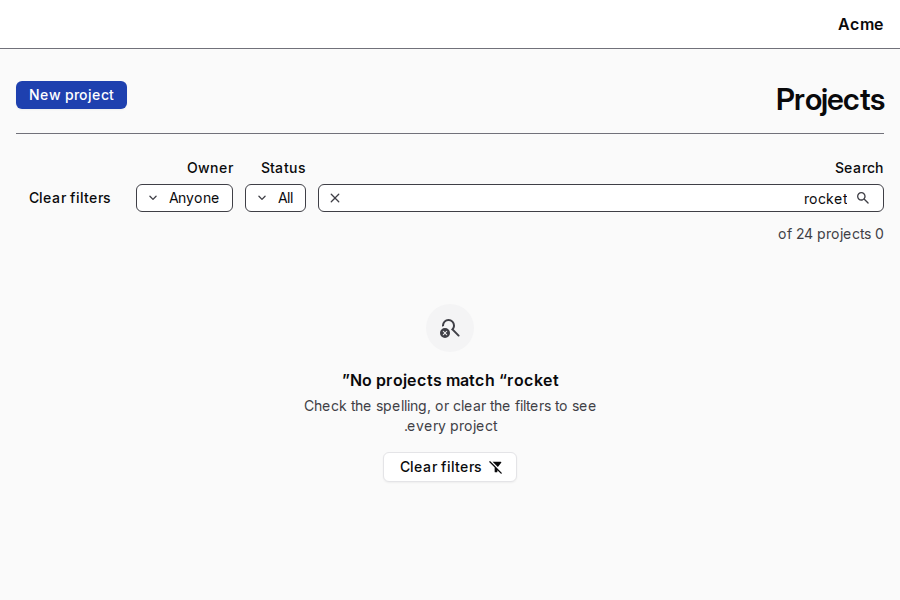 Acme
Projects
New project
Search
Status
Owner
rocket
All
Anyone
Clear filters
0 of 24 projects
No projects match “rocket”
Check the spelling, or clear the filters to see
every project.
Clear filters